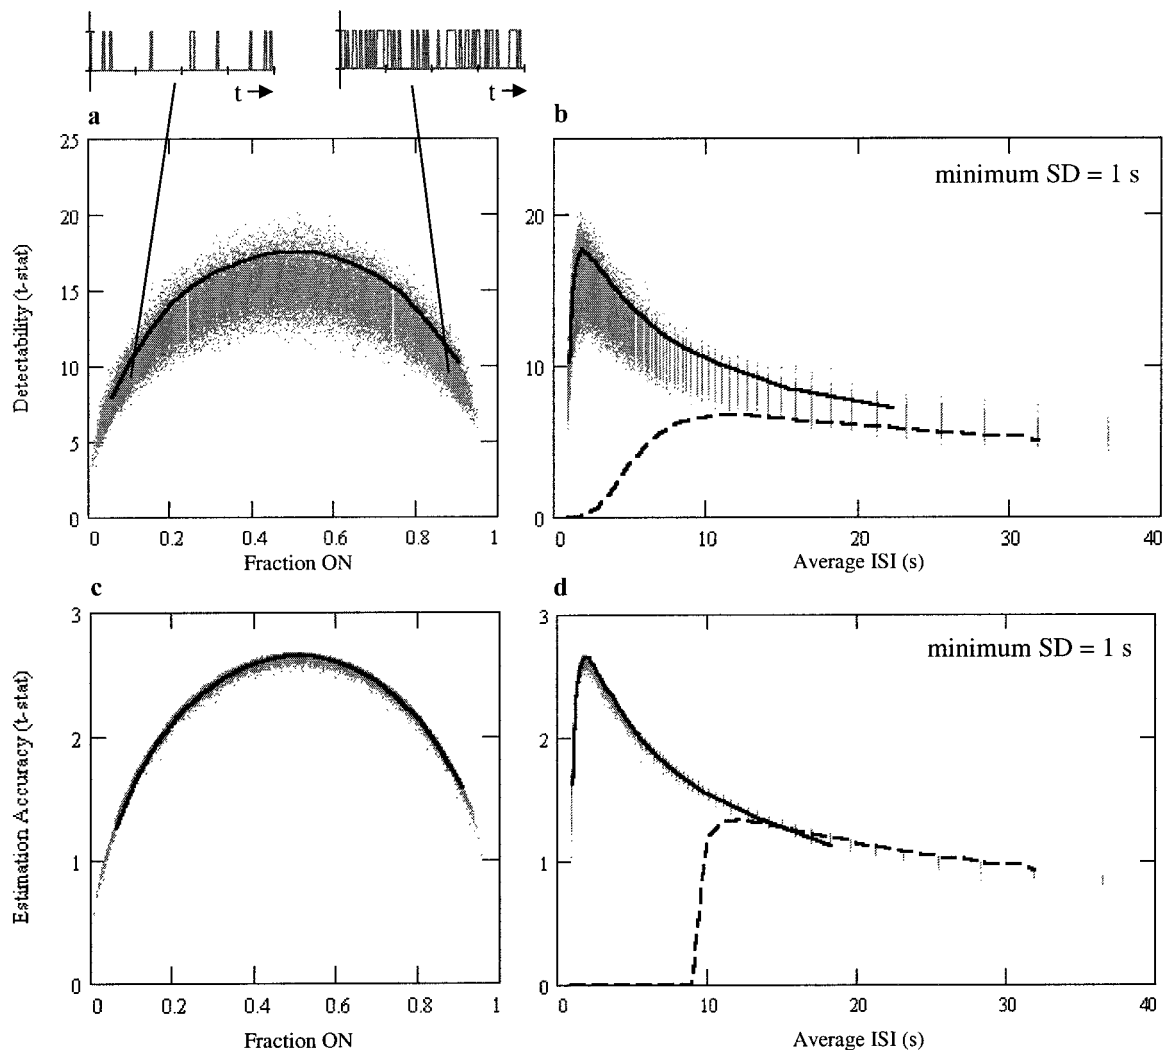 t → t →
a b
25
20
15
10
5
0
0 0.2 0.4 0.6 0.8 1
Detectability (t-stat)
Fraction ON
minimum SD = 1 s
20
10
0
0 10 20 30 40
Average ISI (s)
c d
3
2
1
0
0 0.2 0.4 0.6 0.8 1
Estimation Accuracy (t-stat)
Fraction ON
minimum SD = 1 s
3
2
1
0
0 10 20 30 40
Average ISI (s)